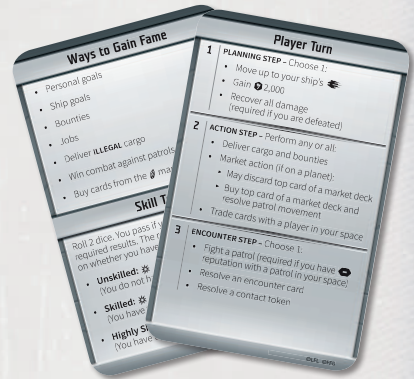 Ways to Gain Fame
• Personal goals
• Ship goals
• Bounties
• Jobs
• Deliver ILLEGAL cargo
• Win combat against patrols
• Buy cards from the
Skill
Roll 2 dice. You pass if
required results. The
on whether you have
• Unskilled:
(You do not
• Skilled:
(You have
• Highly
(You have
Player Turn
1 PLANNING STEP – Choose 1:
• Move up to your ship's
• Gain 2,000
• Recover all damage
(required if you are defeated)
2 ACTION STEP – Perform any or all:
• Deliver cargo and bounties
• Market action (if on a planet):
• May discard top card of a market deck
• Buy top card of a market deck and
resolve patrol movement
• Trade cards with a player in your space
3 ENCOUNTER STEP – Choose 1:
• Fight a patrol (required if you have
reputation with a patrol in your space)
• Resolve an encounter card
• Resolve a contact token